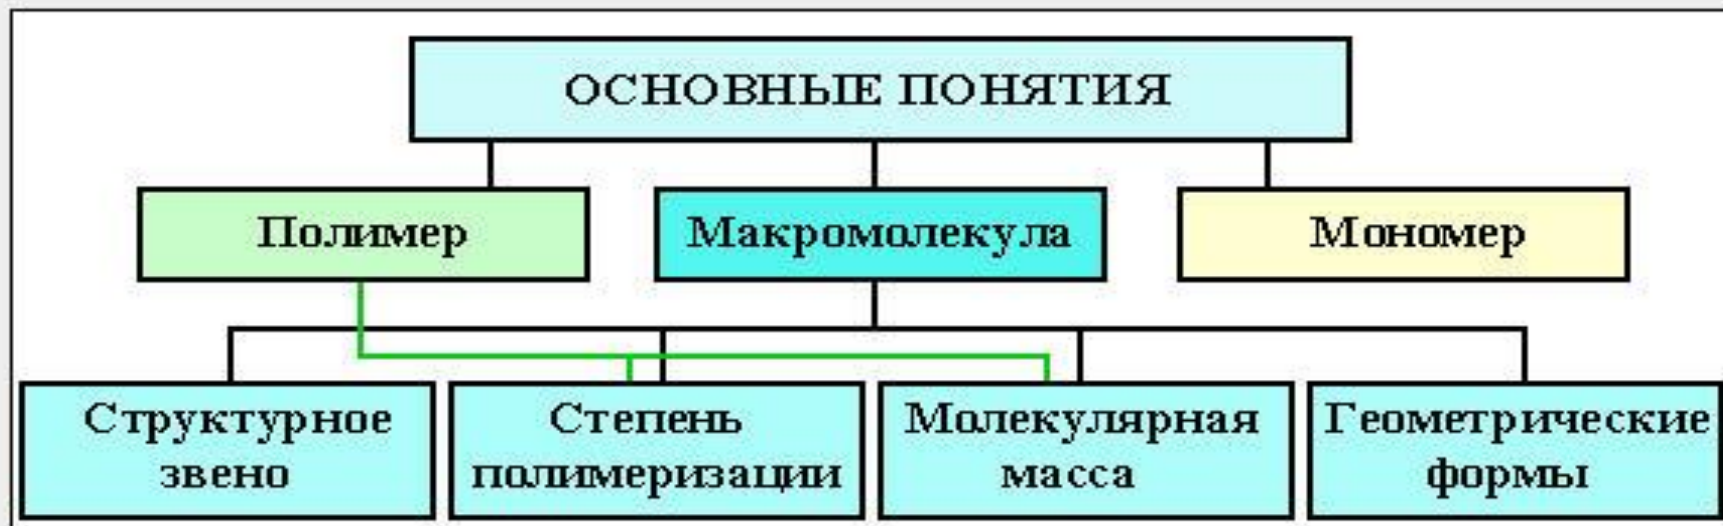 ОСНОВНЫЕ ПОНЯТИЯ
Полимер
Макромолекула
Мономер
Структурное
звено
Степень
полимеризации
Молекулярная
масса
Геометрические
формы